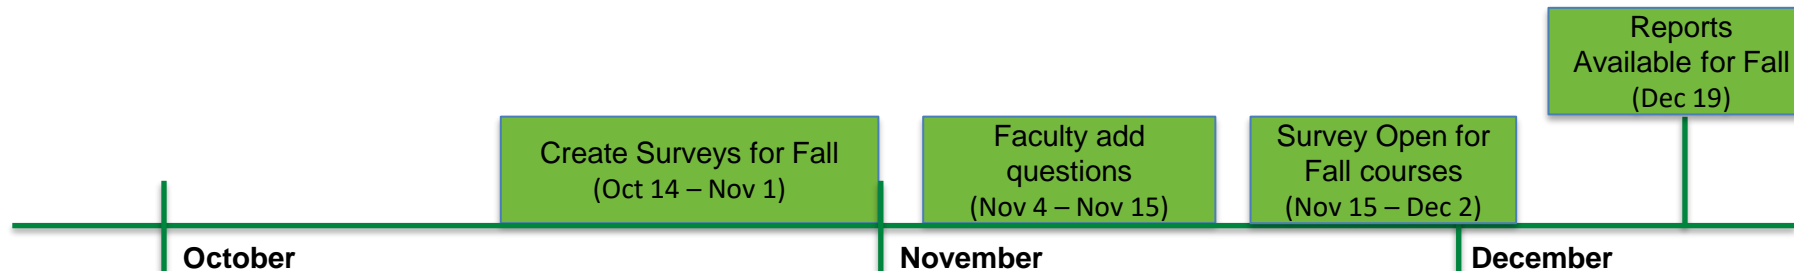 Reports
Available for Fall
(Dec 19)
Create Surveys for Fall
(Oct 14 – Nov 1)
Faculty add
questions
(Nov 4 – Nov 15)
Survey Open for
Fall courses
(Nov 15 – Dec 2)
October
November
December